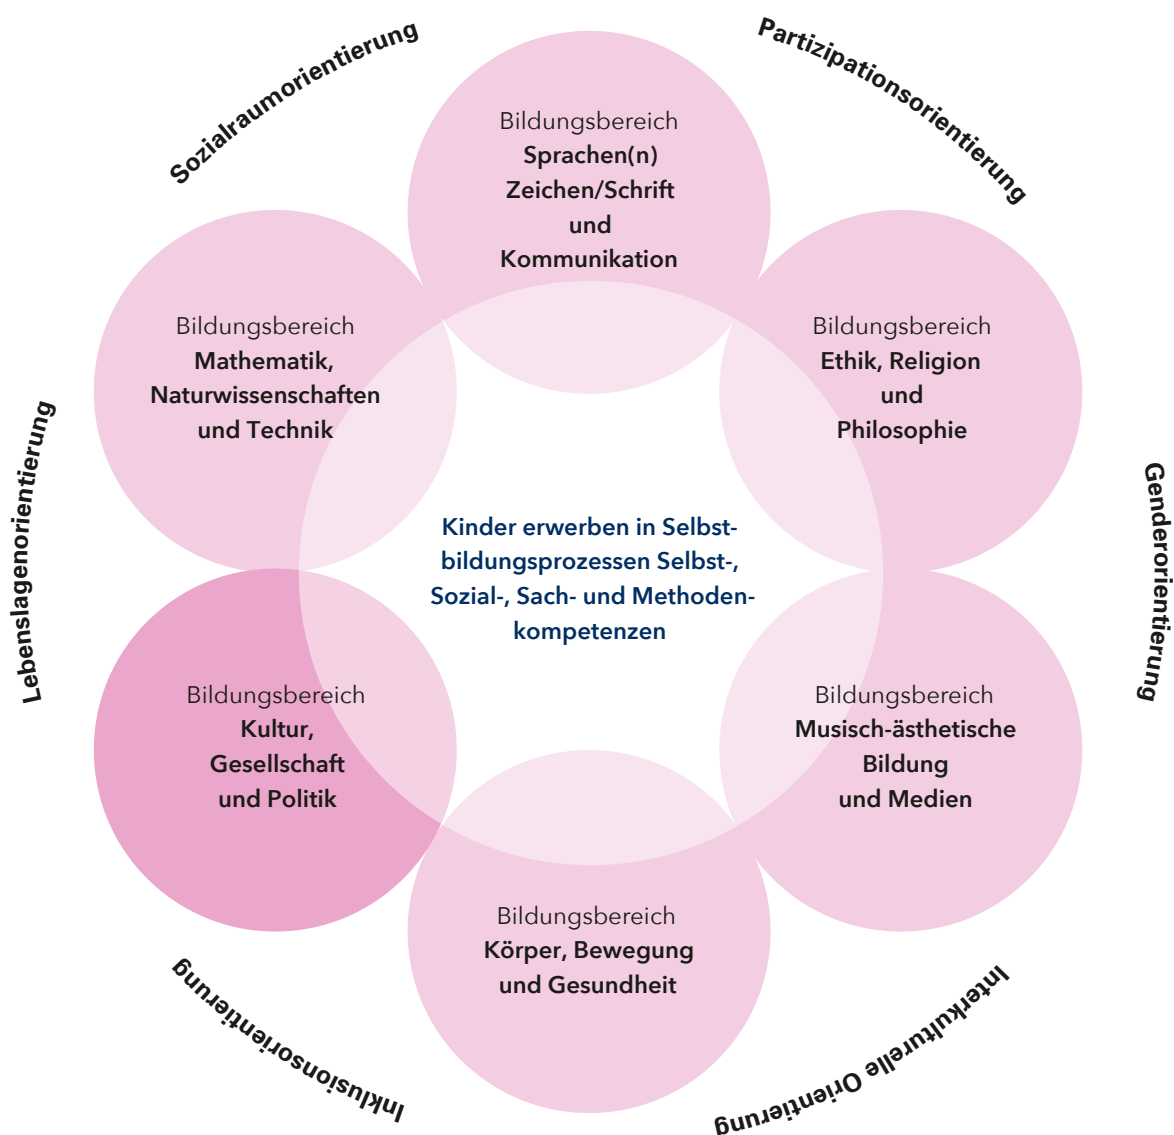 Sozialraumorientierung
Partizipationsorientierung
Bildungsbereich
Sprachen(n)
Zeichen/Schrift
und
Kommunikation
Bildungsbereich
Mathematik,
Naturwissenschaften
und Technik
Bildungsbereich
Ethik, Religion
und
Philosophie
Lebenslagenorientierung
Genderorientierung
Kinder erwerben in Selbst-
bildungsprozessen Selbst-,
Sozial-, Sach- und Methoden-
kompetenzen
Bildungsbereich
Kultur,
Gesellschaft
und Politik
Bildungsbereich
Musisch-ästhetische
Bildung
und Medien
Bildungsbereich
Körper, Bewegung
und Gesundheit
Inklusionsorientierung
Interkulturelle Orientierung